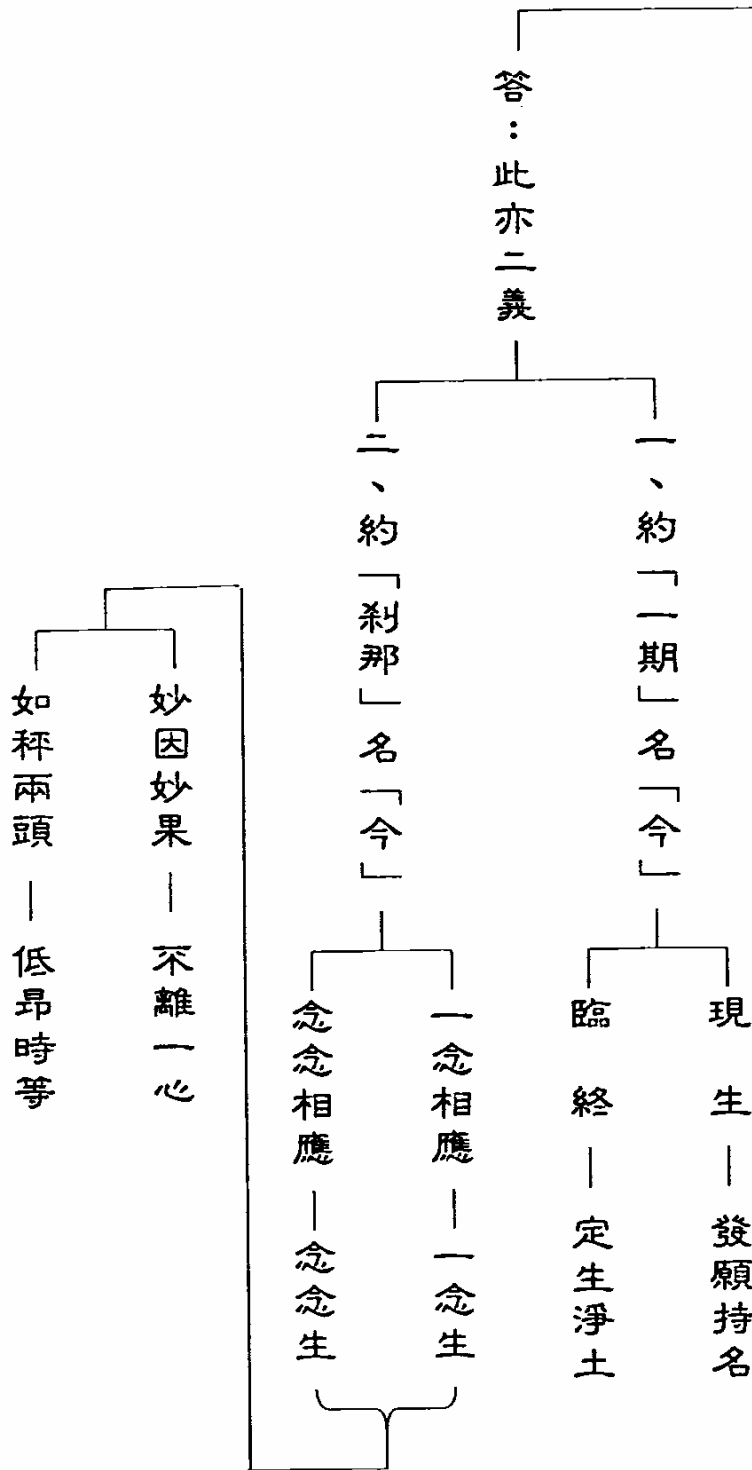 答：此亦二義
一、約「一期」名「今」
現生—發願持名
臨終—定生淨土
二、約「剎那」名「今」
一念相應—一念生
念念相應—念念生
妙因妙果—不離一心
如秤兩頭—低昂時等